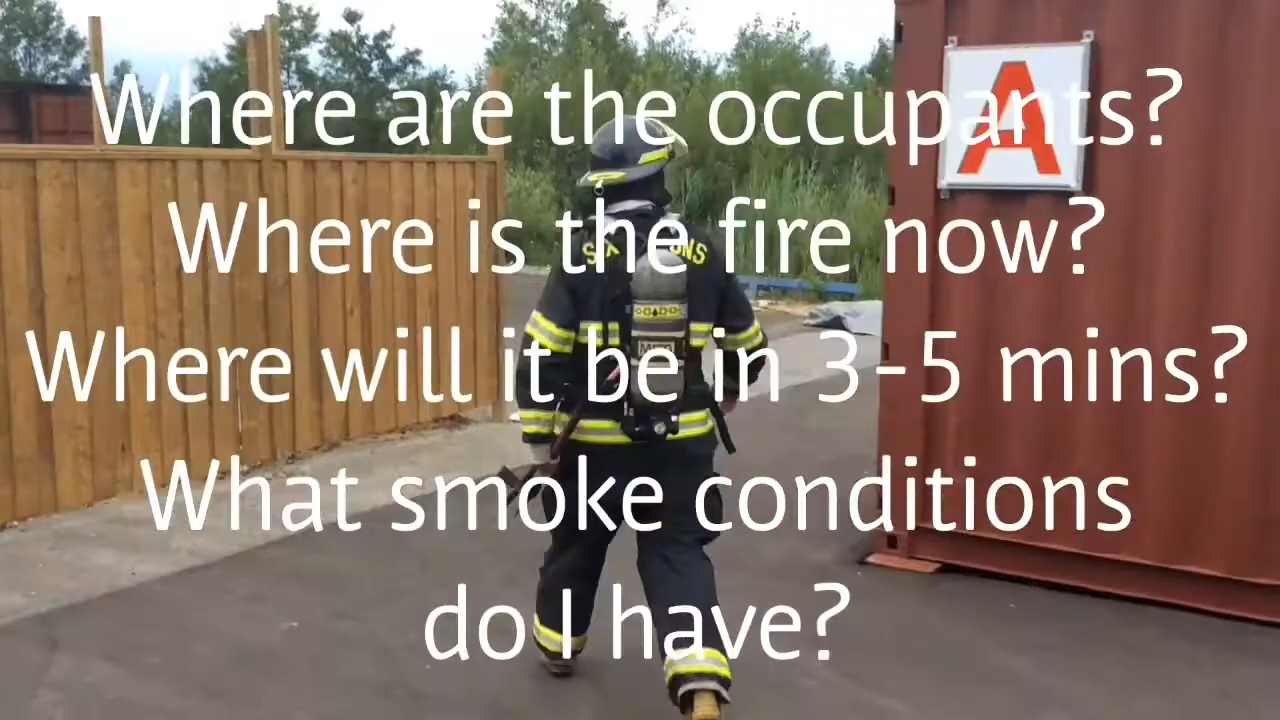 Where are the occupants?
A
Where is the fire now?
Where will it be in 3-5 mins?
What smoke conditions
do I have?